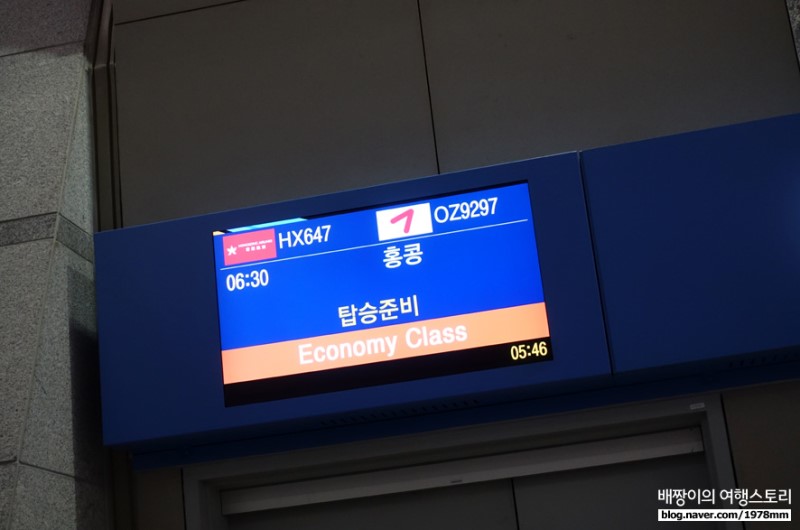 HX647 OZ9297
06:30 홍콩
탑승준비
Economy Class
05:46
배짱이의 여행스토리
blog.naver.com/1978mm